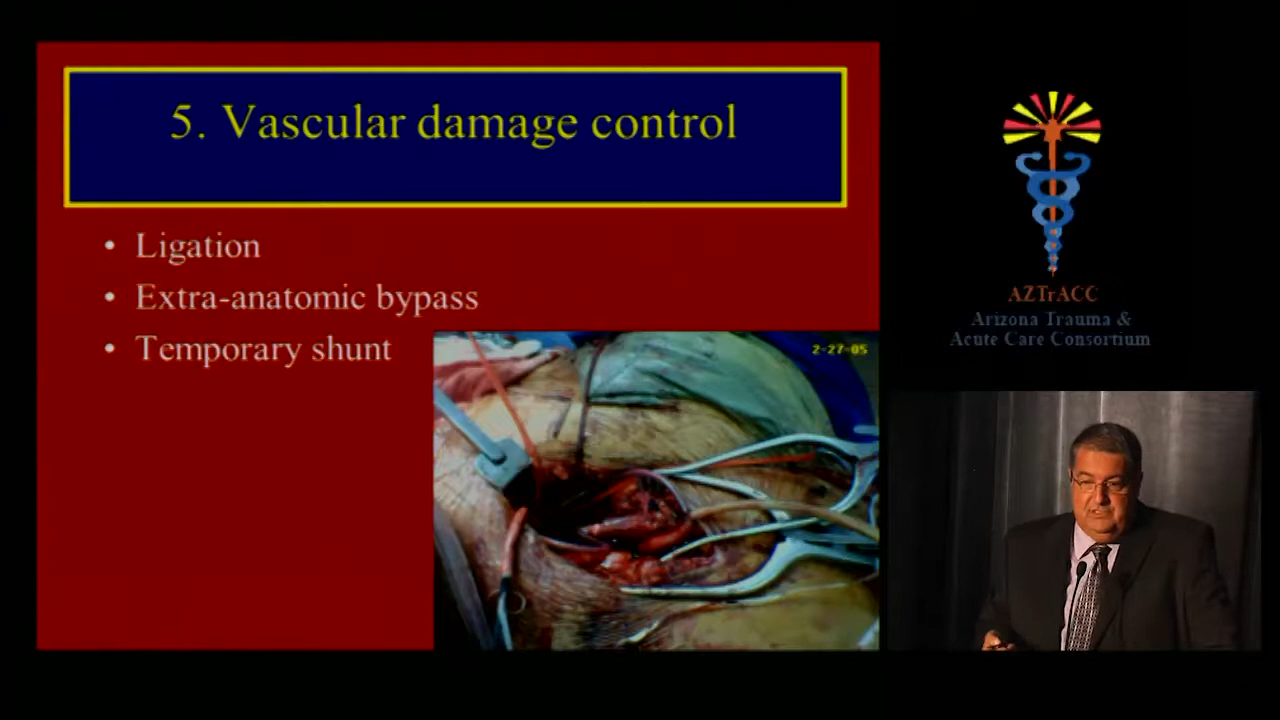 5. Vascular damage control
• Ligation
• Extra-anatomic bypass
• Temporary shunt
2-27-05
AZTrACC
Arizona Trauma &
Acute Care Consortium